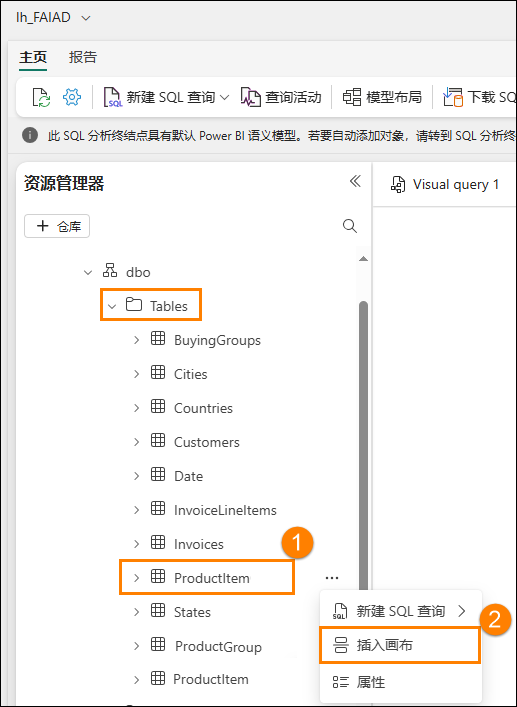 lh_FAIAD
主页 报告
新建 SQL 查询 查询活动 模型布局 下载 SQ
此 SQL 分析终结点具有默认 Power BI 语义模型。若要自动添加对象，请转到 SQL 分析终
资源管理器
Visual query 1
+ 仓库
dbo
Tables
BuyingGroups
Cities
Countries
Customers
Date
InvoiceLineItems
Invoices
1
ProductItem ...
States
新建 SQL 查询
2
ProductGroup
插入画布
ProductItem
属性